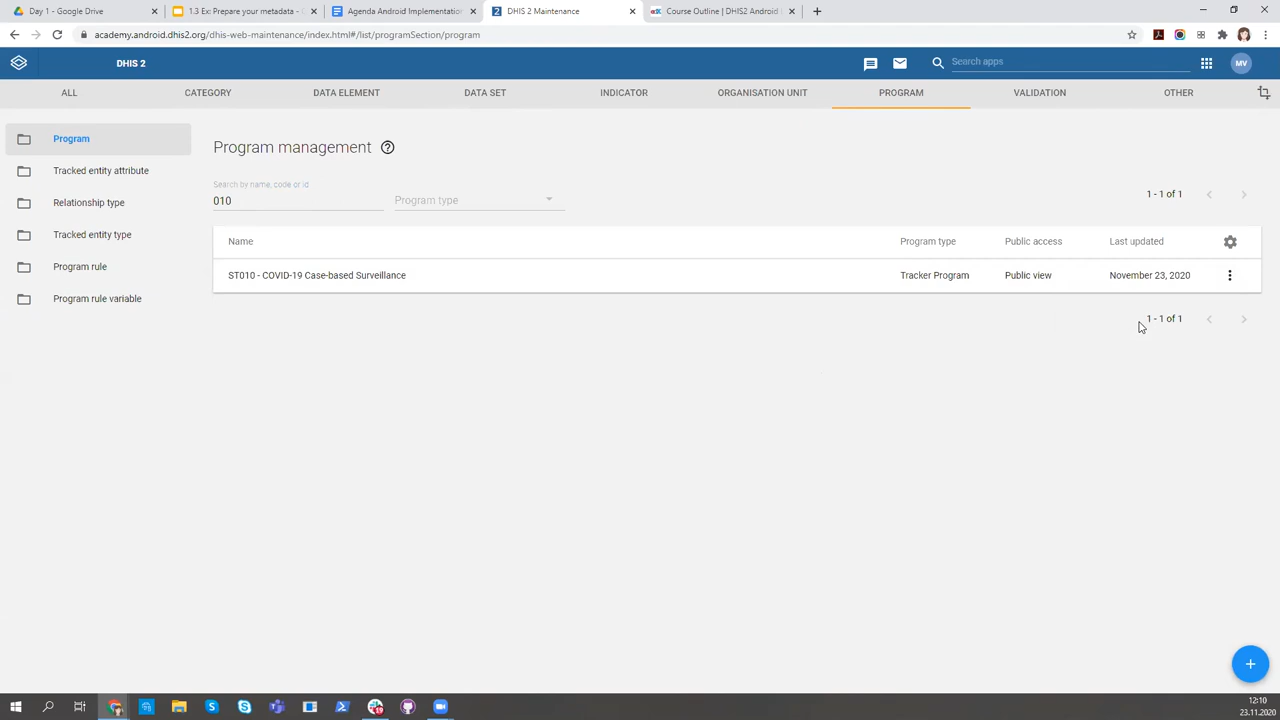 Day 1 - Google Drive
1.3 Ex: Prepare your metadata - G
Agenda Android Implementation
DHIS 2 Maintenance
Course Outline | DHIS2 Android
academy.android.dhis2.org/dhis-web-maintenance/index.html#/list/programSection/program
DHIS 2
Search apps
MV
ALL
CATEGORY
DATA ELEMENT
DATA SET
INDICATOR
ORGANISATION UNIT
PROGRAM
VALIDATION
OTHER
Program
Tracked entity attribute
Relationship type
Tracked entity type
Program rule
Program rule variable
Program management
Search by name, code or id
010
Program type
1 - 1 of 1
Name
Program type
Public access
Last updated
ST010 - COVID-19 Case-based Surveillance
Tracker Program
Public view
November 23, 2020
1 - 1 of 1
12:10
23.11.2020